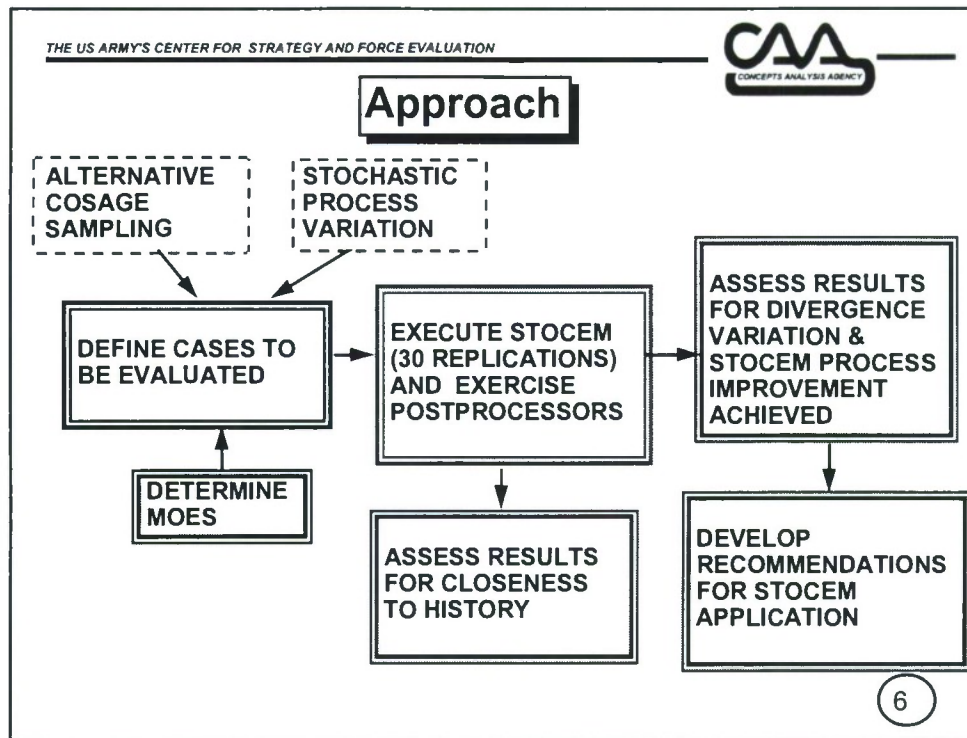 THE US ARMY'S CENTER FOR STRATEGY AND FORCE EVALUATION
CAA
CONCEPTS ANALYSIS AGENCY
Approach
ALTERNATIVE
COSAGE
SAMPLING
STOCHASTIC
PROCESS
VARIATION
DEFINE CASES TO
BE EVALUATED
DETERMINE
MOES
EXECUTE STOCEM
(30 REPLICATIONS)
AND EXERCISE
POSTPROCESSORS
ASSESS RESULTS
FOR CLOSENESS
TO HISTORY
ASSESS RESULTS
FOR DIVERGENCE
VARIATION &
STOCEM PROCESS
IMPROVEMENT
ACHIEVED
DEVELOP
RECOMMENDATIONS
FOR STOCEM
APPLICATION
6